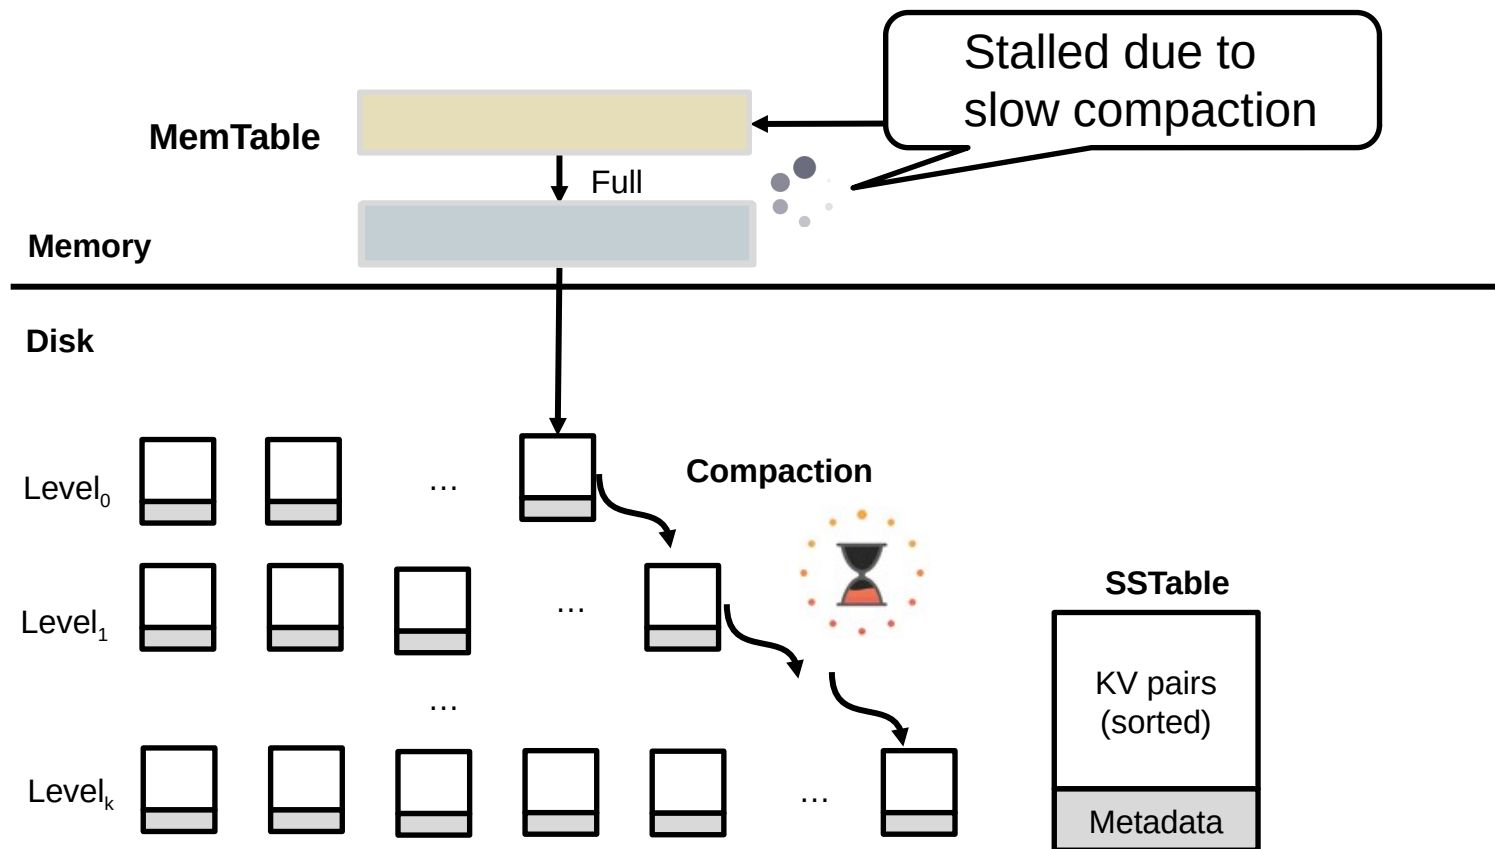 Stalled due to
slow compaction
MemTable
Full
Memory
Disk
Compaction
Level₀
...
SSTable
Level₁
...
KV pairs
(sorted)
...
Levelₖ
...
Metadata